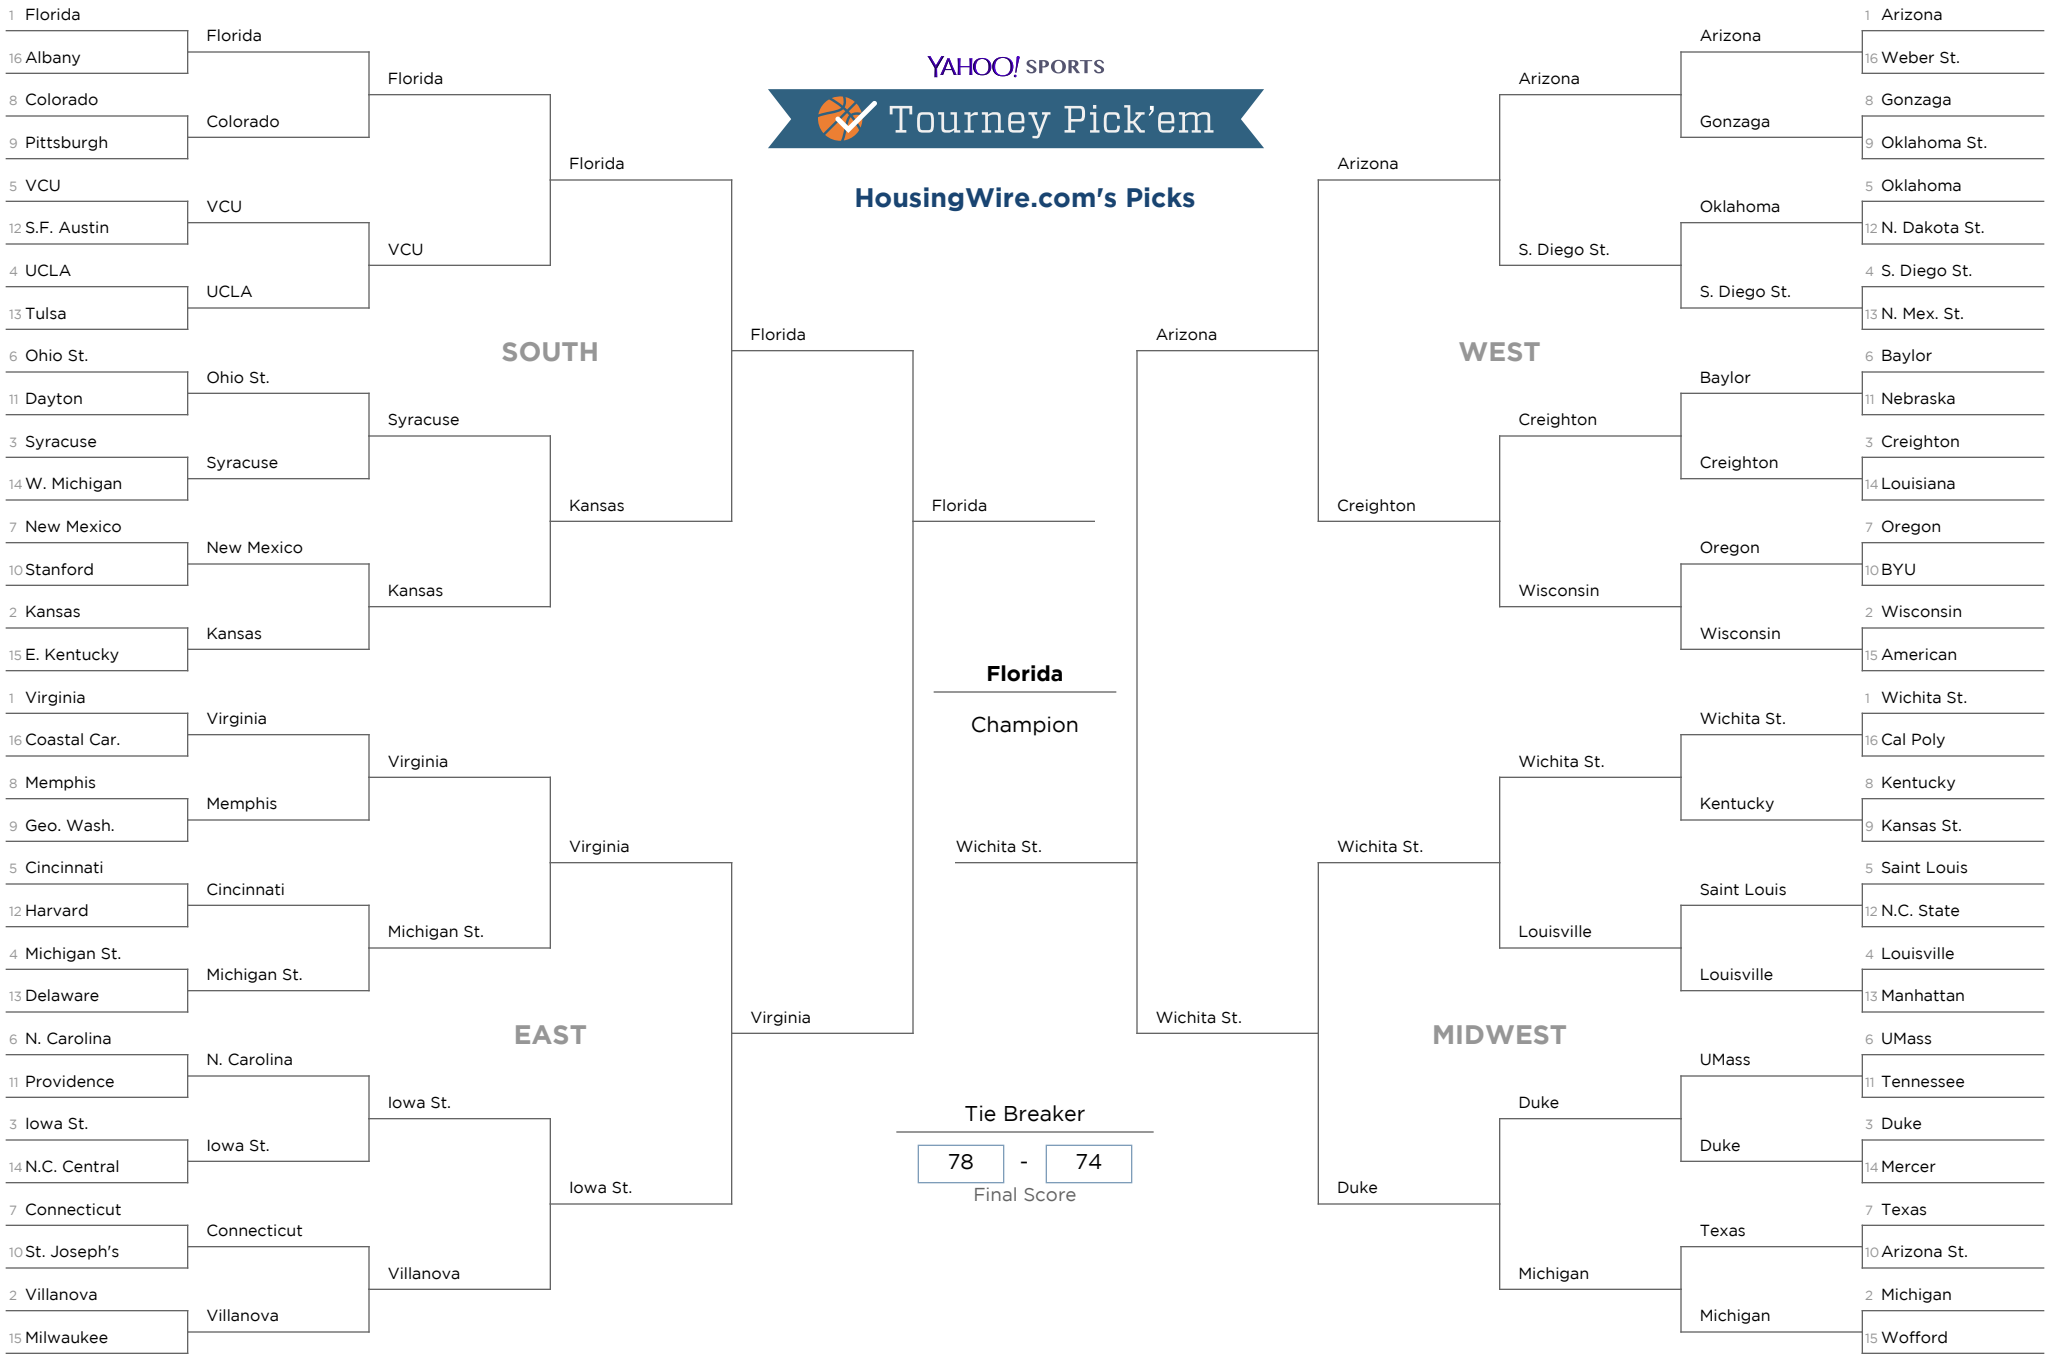 YAHOO! SPORTS
Tourney Pick'em
HousingWire.com's Picks
1 Florida
16 Albany
8 Colorado
9 Pittsburgh
5 VCU
12 S.F. Austin
4 UCLA
13 Tulsa
6 Ohio St.
11 Dayton
3 Syracuse
14 W. Michigan
7 New Mexico
10 Stanford
2 Kansas
15 E. Kentucky
Florida
Colorado
VCU
UCLA
Ohio St.
Syracuse
New Mexico
Kansas
Florida
VCU
Syracuse
Kansas
Florida
Kansas
SOUTH
Florida
1 Virginia
16 Coastal Car.
8 Memphis
9 Geo. Wash.
5 Cincinnati
12 Harvard
4 Michigan St.
13 Delaware
6 N. Carolina
11 Providence
3 Iowa St.
14 N.C. Central
7 Connecticut
10 St. Joseph's
2 Villanova
15 Milwaukee
Virginia
Memphis
Cincinnati
Michigan St.
N. Carolina
Iowa St.
Connecticut
Villanova
Virginia
Michigan St.
Iowa St.
Villanova
Virginia
Iowa St.
EAST
Virginia
Florida
Florida
Champion
Wichita St.
Tie Breaker
78 - 74
Final Score
Arizona
WEST
Arizona
Creighton
Arizona
S. Diego St.
Creighton
Wisconsin
Arizona
Gonzaga
Oklahoma
S. Diego St.
Baylor
Creighton
Oregon
Wisconsin
1 Arizona
16 Weber St.
8 Gonzaga
9 Oklahoma St.
5 Oklahoma
12 N. Dakota St.
4 S. Diego St.
13 N. Mex. St.
6 Baylor
11 Nebraska
3 Creighton
14 Louisiana
7 Oregon
10 BYU
2 Wisconsin
15 American
Wichita St.
MIDWEST
Wichita St.
Duke
Wichita St.
Louisville
Duke
Michigan
Wichita St.
Kentucky
Saint Louis
Louisville
UMass
Duke
Texas
Michigan
1 Wichita St.
16 Cal Poly
8 Kentucky
9 Kansas St.
5 Saint Louis
12 N.C. State
4 Louisville
13 Manhattan
6 UMass
11 Tennessee
3 Duke
14 Mercer
7 Texas
10 Arizona St.
2 Michigan
15 Wofford